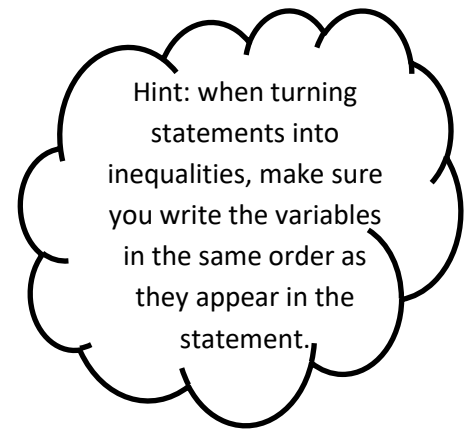 Hint: when turning
statements into
inequalities, make sure
you write the variables
in the same order as
they appear in the
statement.